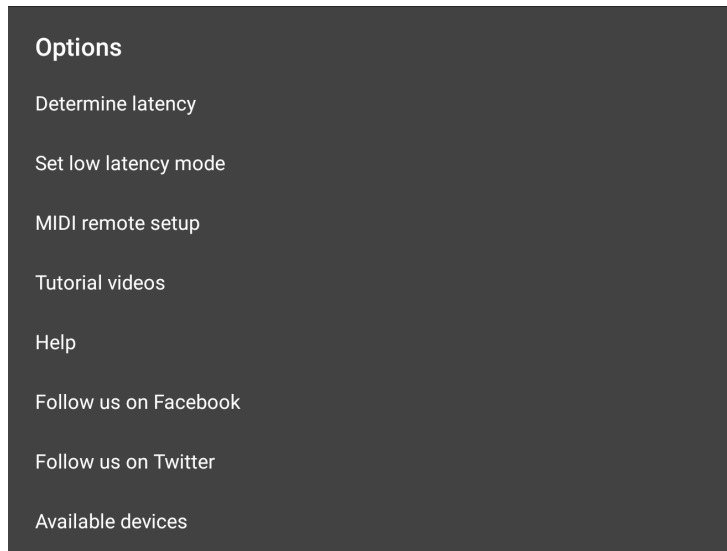 Options
Determine latency
Set low latency mode
MIDI remote setup
Tutorial videos
Help
Follow us on Facebook
Follow us on Twitter
Available devices